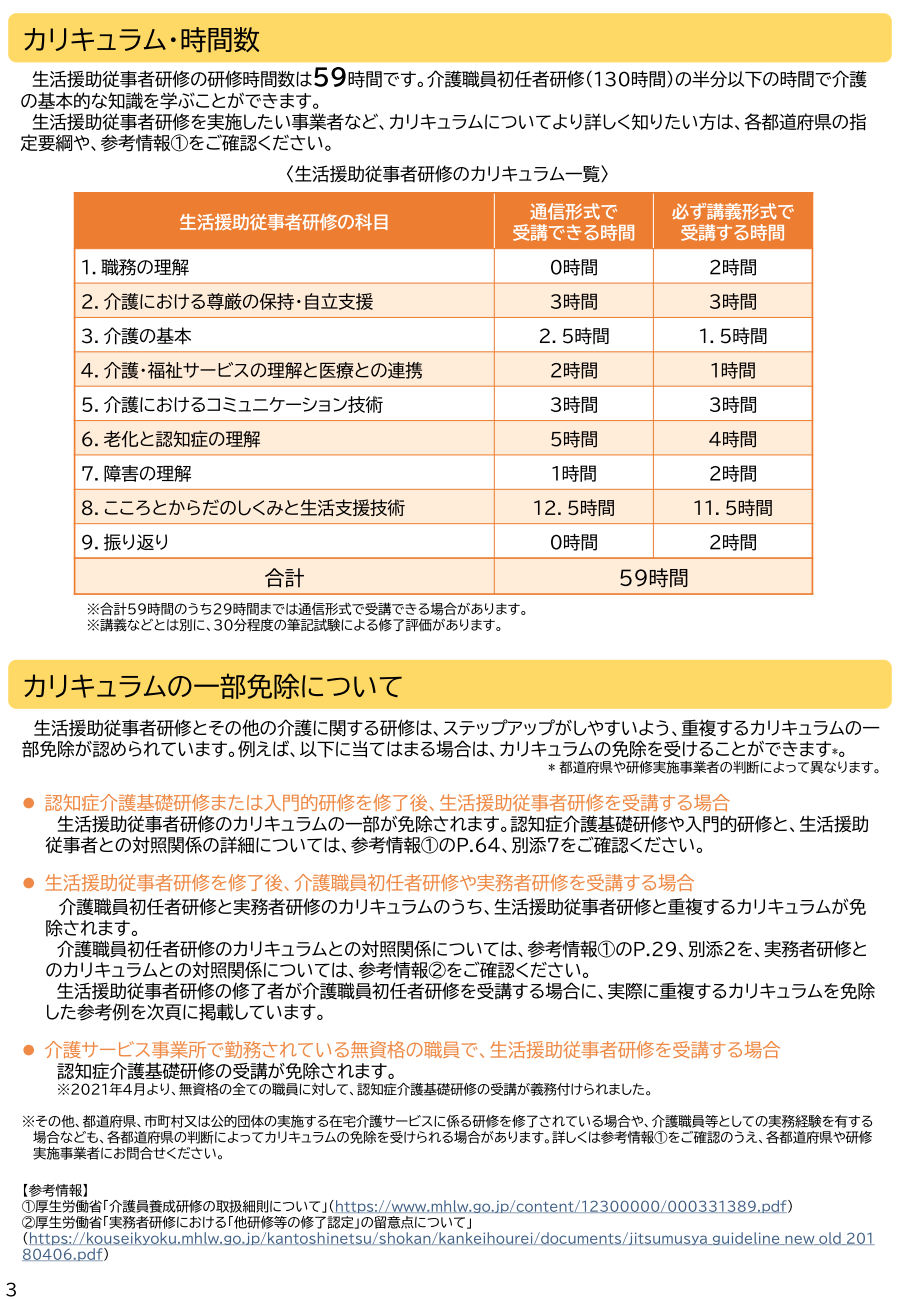 カリキュラム・時間数
生活援助従事者研修の研修時間数は59時間です。介護職員初任者研修（130時間）の半分以下の時間で介護
の基本的な知識を学ぶことができます。
生活援助従事者研修を実施したい事業者など、カリキュラムについてより詳しく知りたい方は、各都道府県の指
定要綱や、参考情報①をご確認ください。
〈生活援助従事者研修のカリキュラム一覧〉
生活援助従事者研修の科目 通信形式で受講できる時間 必ず講義形式で受講する時間
1．職務の理解 0時間 2時間
2．介護における尊厳の保持・自立支援 3時間 3時間
3．介護の基本 2．5時間 1．5時間
4．介護・福祉サービスの理解と医療との連携 2時間 1時間
5．介護におけるコミュニケーション技術 3時間 3時間
6．老化と認知症の理解 5時間 4時間
7．障害の理解 1時間 2時間
8．こころとからだのしくみと生活支援技術 12．5時間 11．5時間
9．振り返り 0時間 2時間
合計 59時間
※合計59時間のうち29時間までは通信形式で受講できる場合があります。
※講義などとは別に、30分程度の筆記試験による修了評価があります。
カリキュラムの一部免除について
生活援助従事者研修とその他の介護に関する研修は、ステップアップがしやすいよう、重複するカリキュラムの一
部免除が認められています。例えば、以下に当てはまる場合は、カリキュラムの免除を受けることができます*。
* 都道府県や研修実施事業者の判断によって異なります。
● 認知症介護基礎研修または入門的研修を修了後、生活援助従事者研修を受講する場合
生活援助従事者研修のカリキュラムの一部が免除されます。認知症介護基礎研修や入門的研修と、生活援助
従事者との対照関係の詳細については、参考情報①のP.64、別添7をご確認ください。
● 生活援助従事者研修を修了後、介護職員初任者研修や実務者研修を受講する場合
介護職員初任者研修と実務者研修のカリキュラムのうち、生活援助従事者研修と重複するカリキュラムが免
除されます。
介護職員初任者研修のカリキュラムとの対照関係については、参考情報①のP.29、別添2を、実務者研修と
のカリキュラムとの対照関係については、参考情報②をご確認ください。
生活援助従事者研修の修了者が介護職員初任者研修を受講する場合に、実際に重複するカリキュラムを免除
した参考例を次頁に掲載しています。
● 介護サービス事業所で勤務されている無資格の職員で、生活援助従事者研修を受講する場合
認知症介護基礎研修の受講が免除されます。
※2021年4月より、無資格の全ての職員に対して、認知症介護基礎研修の受講が義務付けられました。
※その他、都道府県、市町村又は公的団体の実施する在宅介護サービスに係る研修を修了されている場合や、介護職員等としての実務経験を有する
場合なども、各都道府県の判断によってカリキュラムの免除を受けられる場合があります。詳しくは参考情報①をご確認のうえ、各都道府県や研修
実施事業者にお問合せください。
【参考情報】
①厚生労働省「介護員養成研修の取扱細則について」（https://www.mhlw.go.jp/content/12300000/000331389.pdf）
②厚生労働省「実務者研修における「他研修等の修了認定」の留意点について」
（https://kouseikyoku.mhlw.go.jp/kantoshinetsu/shokan/kankeihourei/documents/jitsumusya_guideline_new_old_201
80406.pdf）
3